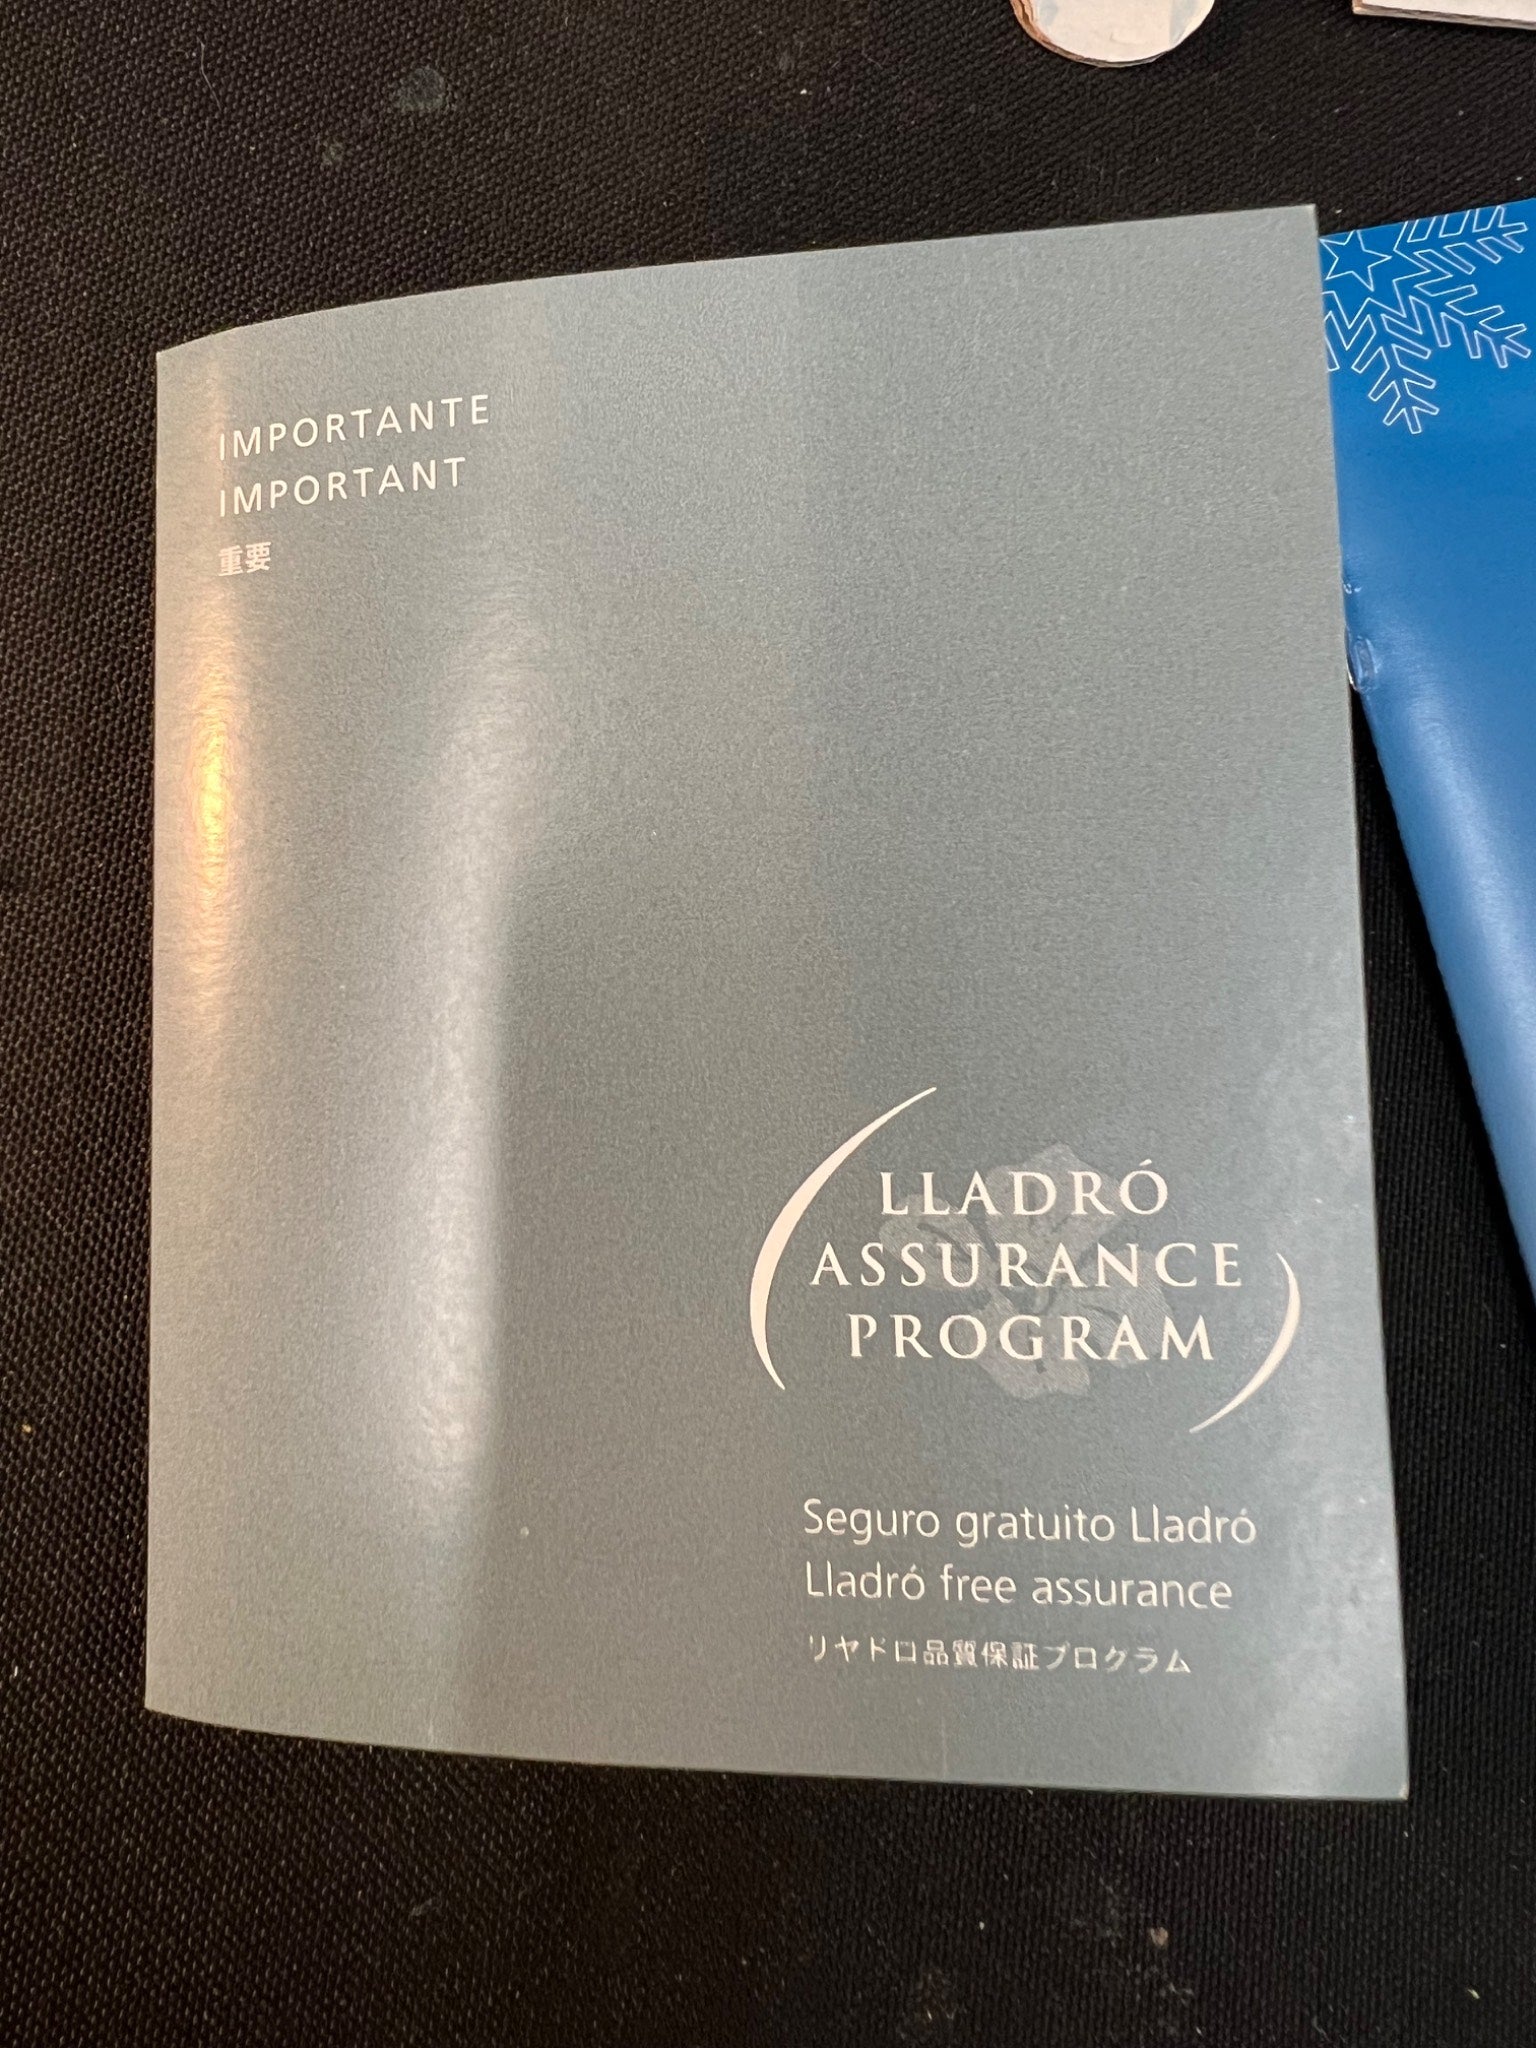 IMPORTANTE
IMPORTANT
重要
LLADRÓ
ASSURANCE
PROGRAM
Seguro gratuito Lladró
Lladró free assurance
リヤドロ品質保証プログラム